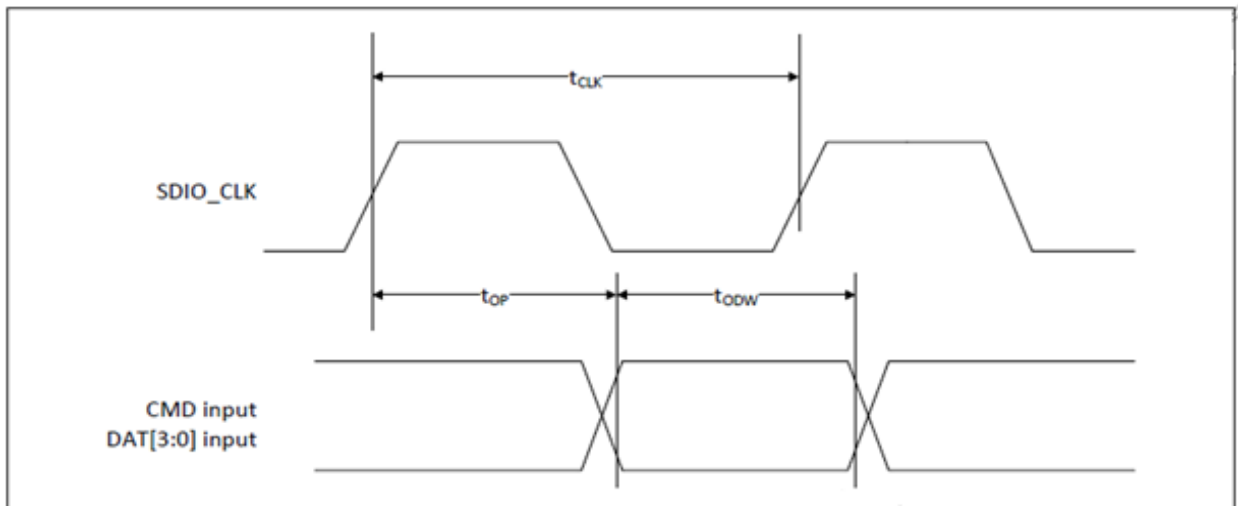 tCLK
SDIO_CLK
tOP
tODW
CMD input
DAT[3:0] input